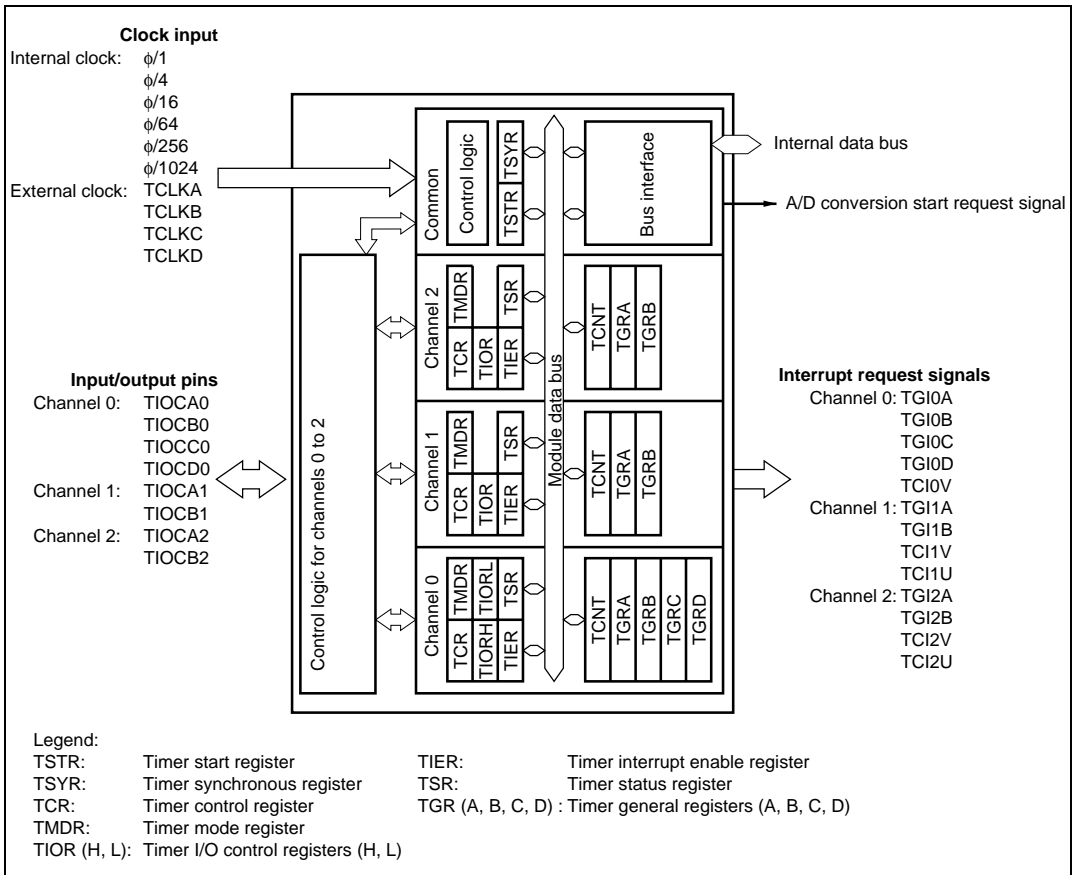 Clock input
Internal clock: ϕ/1
ϕ/4
ϕ/16
ϕ/64
ϕ/256
ϕ/1024
External clock: TCLKA
TCLKB
TCLKC
TCLKD
Input/output pins
Channel 0: TIOCA0
TIOCB0
TIOCC0
TIOCD0
Channel 1: TIOCA1
TIOCB1
Channel 2: TIOCA2
TIOCB2
Control logic for channels 0 to 2
Common
Control logic
TSTR TSYR
Bus interface
Channel 2
TCR TMDR
TIOR
TIER TSR
TCNT
TGRA
TGRB
Channel 1
TCR TMDR
TIOR
TIER TSR
TCNT
TGRA
TGRB
Channel 0
TCR TMDR
TIORH TIORL
TIER TSR
TCNT
TGRA
TGRB
TGRC
TGRD
Module data bus
Internal data bus
A/D conversion start request signal
Interrupt request signals
Channel 0: TGI0A
TGI0B
TGI0C
TGI0D
TCI0V
Channel 1: TGI1A
TGI1B
TCI1V
TCI1U
Channel 2: TGI2A
TGI2B
TCI2V
TCI2U
Legend:
TSTR: Timer start register
TSYR: Timer synchronous register
TCR: Timer control register
TMDR: Timer mode register
TIOR (H, L): Timer I/O control registers (H, L)
TIER: Timer interrupt enable register
TSR: Timer status register
TGR (A, B, C, D) : Timer general registers (A, B, C, D)